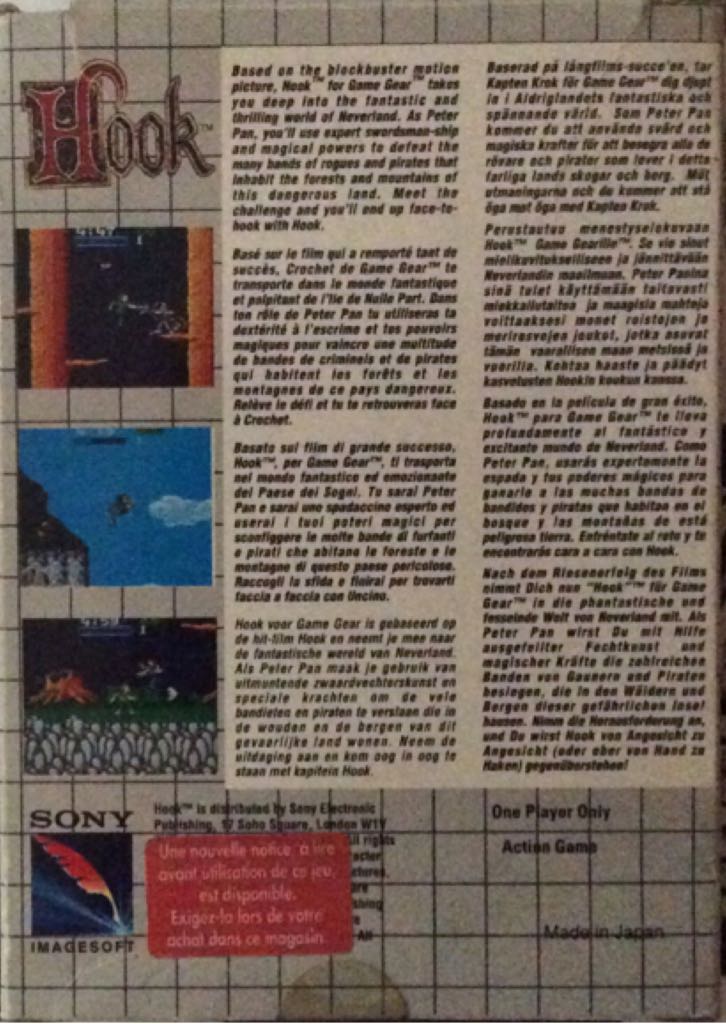 Hook™
Based on the blockbuster motion
picture, Hook™ for Game Gear™ takes
you deep into the fantastic and
thrilling world of Neverland. As Peter
Pan, you'll use expert swordsman-ship
and magical powers to defeat the
many bands of rogues and pirates that
inhabit the forests and mountains of
this dangerous land. Meet the
challenge and you'll end up face-to-
hook with Hook.
Basé sur le film qui a remporté tant de
succès, Crochet de Game Gear™ te
transporte dans le monde fantastique
et palpitant de l'île de Nulle Part. Dans
ton rôle de Peter Pan tu utiliseras ta
dextérité à l'escrime et tes pouvoirs
magiques pour vaincre une multitude
de bandes de criminels et de pirates
qui habitent les forêts et les
montagnes de ce pays dangereux.
Relève le défi et tu te retrouveras face
à Crochet.
Basato sul film di grande successo,
Hook™, per Game Gear™, ti trasporta
nel mondo fantastico ed emozionante
del Paese dei Sogni. Tu sarai Peter
Pan e sarai uno spadaccino esperto ed
userai i tuoi poteri magici per
sconfiggere le molte bande di furfanti
e pirati che abitano le foreste e le
montagne di questo paese pericoloso.
Raccogli la sfida e finirai per trovarti
faccia a faccia con Uncino.
Hook voor Game Gear is gebaseerd op
de hit-film Hook en neemt je mee naar
de fantastische wereld van Neverland.
Als Peter Pan maak je gebruik van
uitmuntende zwaardvechterskunst en
speciale krachten om de vele
bandieten en piraten te verslaan die in
de wouden en de bergen van dit
gevaarlijke land wonen. Neem de
uitdaging aan en kom oog in oog te
staan met kapitein Hook.
Baserad på långfilms-succe'en, tar
Kapten Krok för Game Gear™ dig djupt
in i Aldriglandets fantastiska och
spännande värld. Som Peter Pan
kommer du att använda svärd och
magiska krafter för att besegra alla de
rövare och pirater som lever i detta
farliga lands skogar och berg. Möt
utmaningarna och du kommer att stå
öga mot öga med Kapten Krok.
Perustautuu menestyselokuvaan
Hook™ Game Gearille™. Se vie sinut
mielikuvitukselliseen ja jännittävään
Neverlandin maailmaan. Peter Panina
sinä tulet käyttämään taitavasti
miekkailutaitoa ja maagisia mahteja
voittaaksesi monet roistojen ja
merirosvojen joukot, jotka asuvat
tämän vaarallisen maan metsissä ja
vuorilla. Kohtaa haaste ja päädyt
kasvotusten Hookin koukun kanssa.
Basado en la película de gran éxito,
Hook™ para Game Gear™ te lleva
profundamente al fantástico y
excitante mundo de Neverland. Como
Peter Pan, usarás expertamente la
espada y tus poderes mágicos para
ganarle a las muchas bandas de
bandidos y piratas que habitan en el
bosque y las montañas de está
peligrosa tierra. Enfréntate al reto y te
encontrarás cara a cara con Hook.
Nach dem Riesenerfolg des Films
nimmt Dich nun "Hook"™ für Game
Gear™ in die phantastische und
fesselnde Welt von Neverland mit. Als
Peter Pan wirst Du mit Hilfe
ausgefeilter Fechtkunst und
magischer Kräfte die zahlreichen
Banden von Gaunern und Piraten
besiegen, die in den Wäldern und
Bergen dieser gefährlichen Insel
hausen. Nimm die Herausforderung an,
und Du wirst Hook von Angesicht zu
Angesicht (oder eher von Hand zu
Haken) gegenüberstehen!
SONY
IMAGESOFT
Hook™ is distributed by Sony Electronic
Publishing, 17 Soho Square, London W1V
All rights
Une nouvelle notice à lire
avant utilisation de ce jeu,
est disponible.
Exigez-la lors de votre
achat dans ce magasin.
All
One Player Only
Action Game
Made in Japan